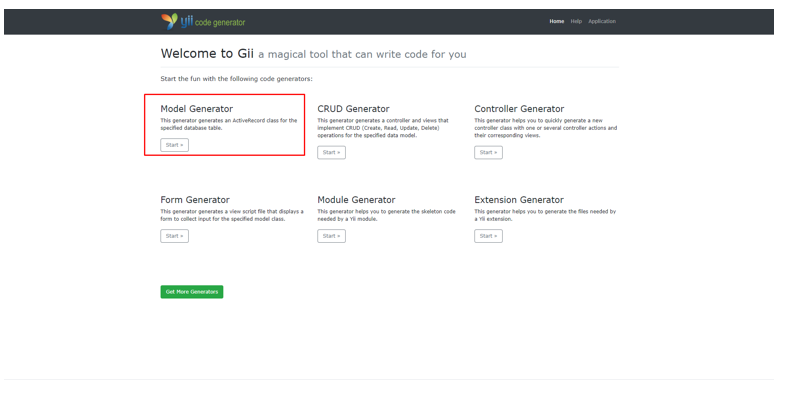 yii code generator
Home Help Application
Welcome to Gii a magical tool that can write code for you
Start the fun with the following code generators:
Model Generator
This generator generates an ActiveRecord class for the
specified database table.
Start »
CRUD Generator
This generator generates a controller and views that
implement CRUD (Create, Read, Update, Delete)
operations for the specified data model.
Start »
Controller Generator
This generator helps you to quickly generate a new
controller class with one or several controller actions and
their corresponding views.
Start »
Form Generator
This generator generates a view script file that displays a
form to collect input for the specified model class.
Start »
Module Generator
This generator helps you to generate the skeleton code
needed by a Yii module.
Start »
Extension Generator
This generator helps you to generate the files needed by
a Yii extension.
Start »
Get More Generators